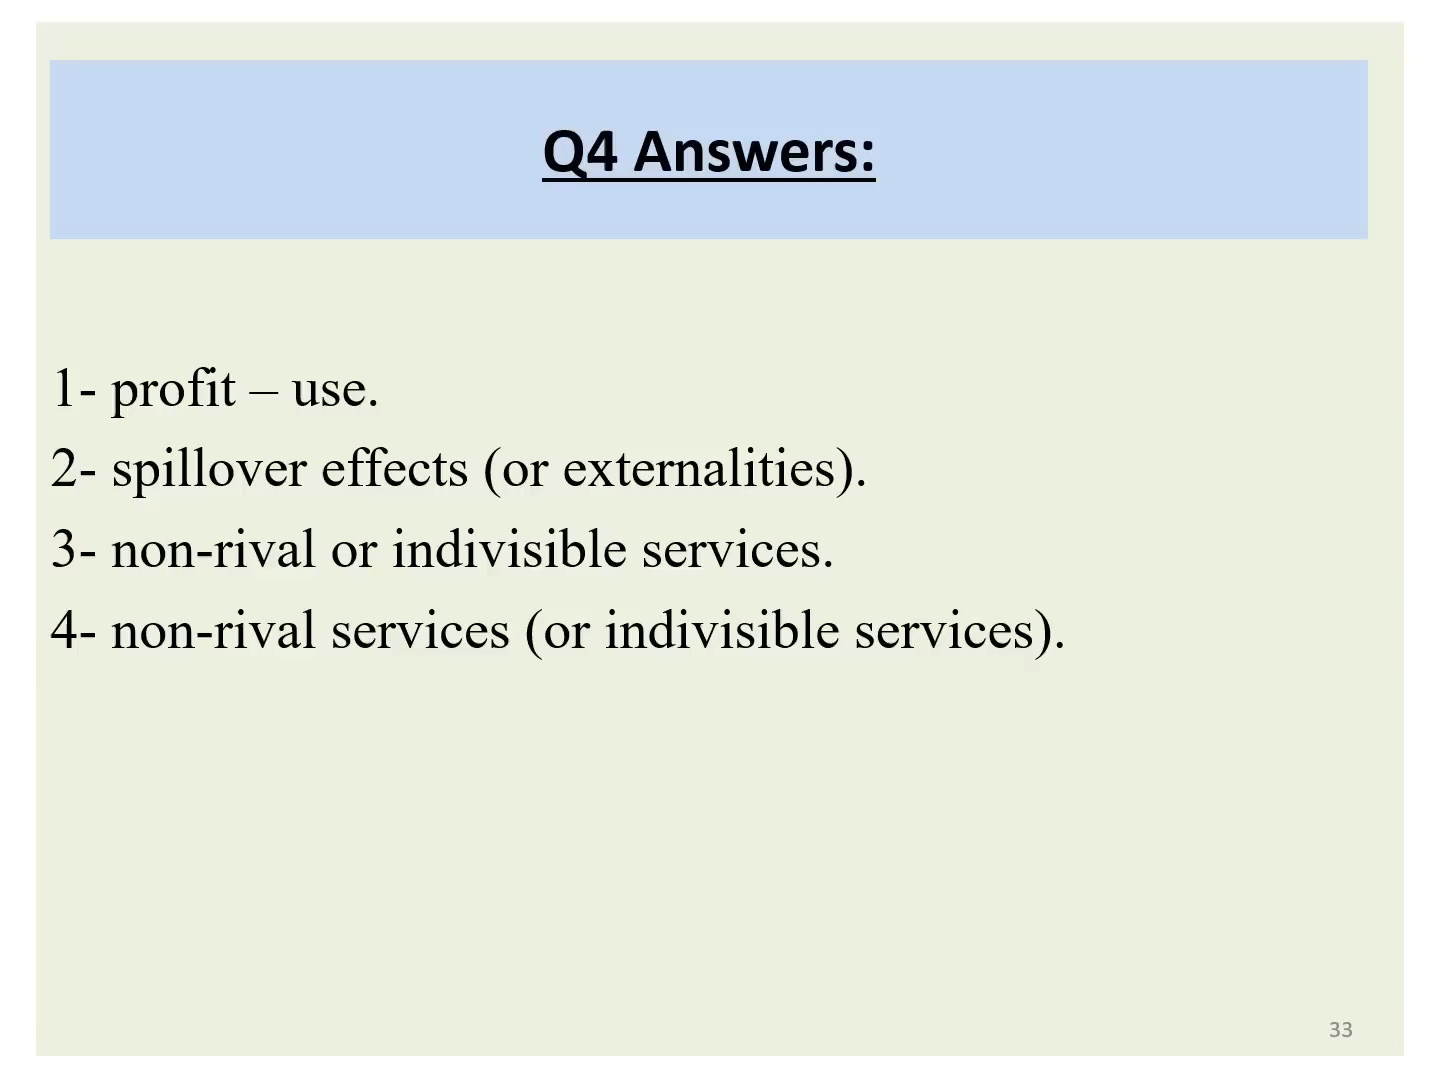 Q4 Answers:
1- profit – use.
2- spillover effects (or externalities).
3- non-rival or indivisible services.
4- non-rival services (or indivisible services).
33